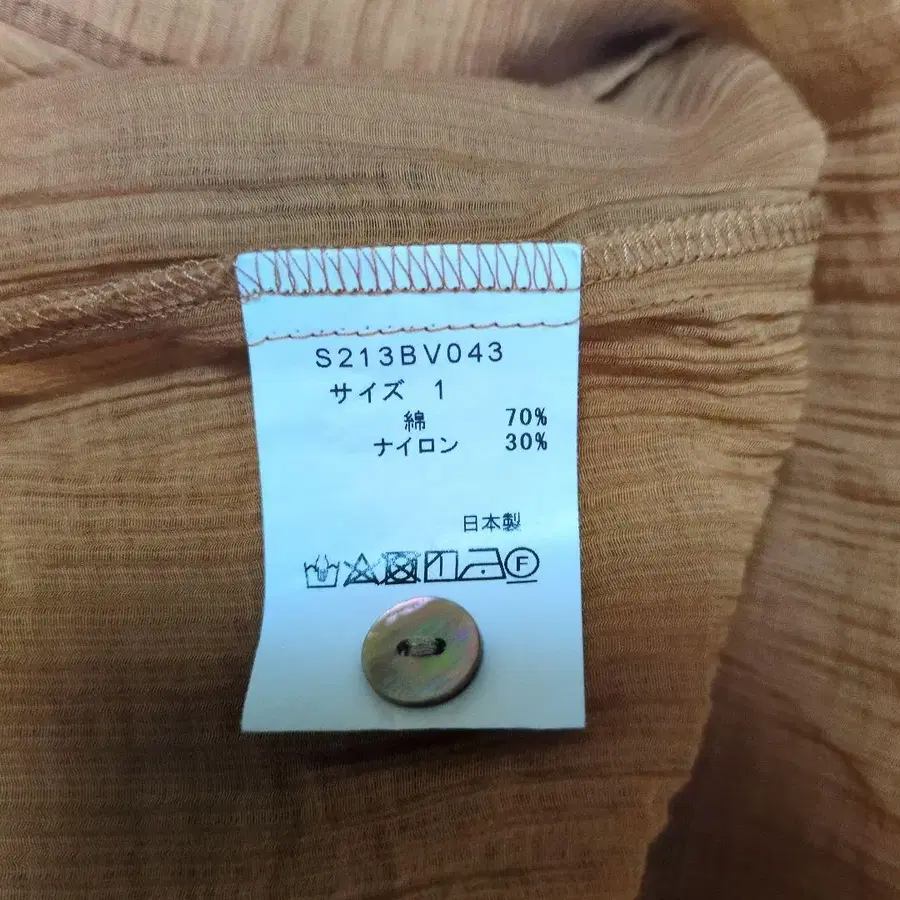 S213BV043
サイズ 1
綿 70%
ナイロン 30%
日本製
F